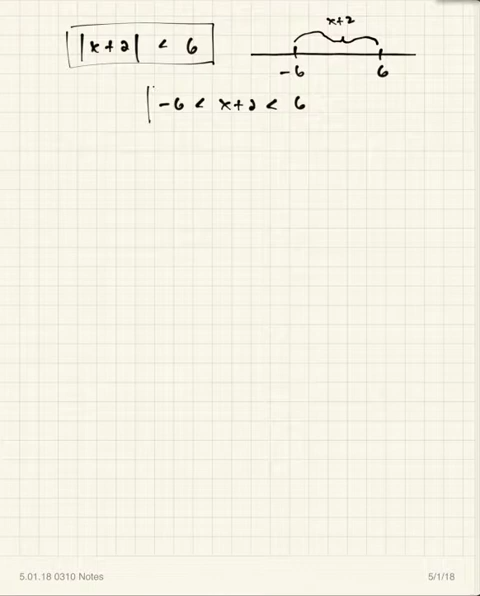 |x+2| < 6
x+2
-6 6
-6 < x+2 < 6
5.01.18 0310 Notes 5/1/18